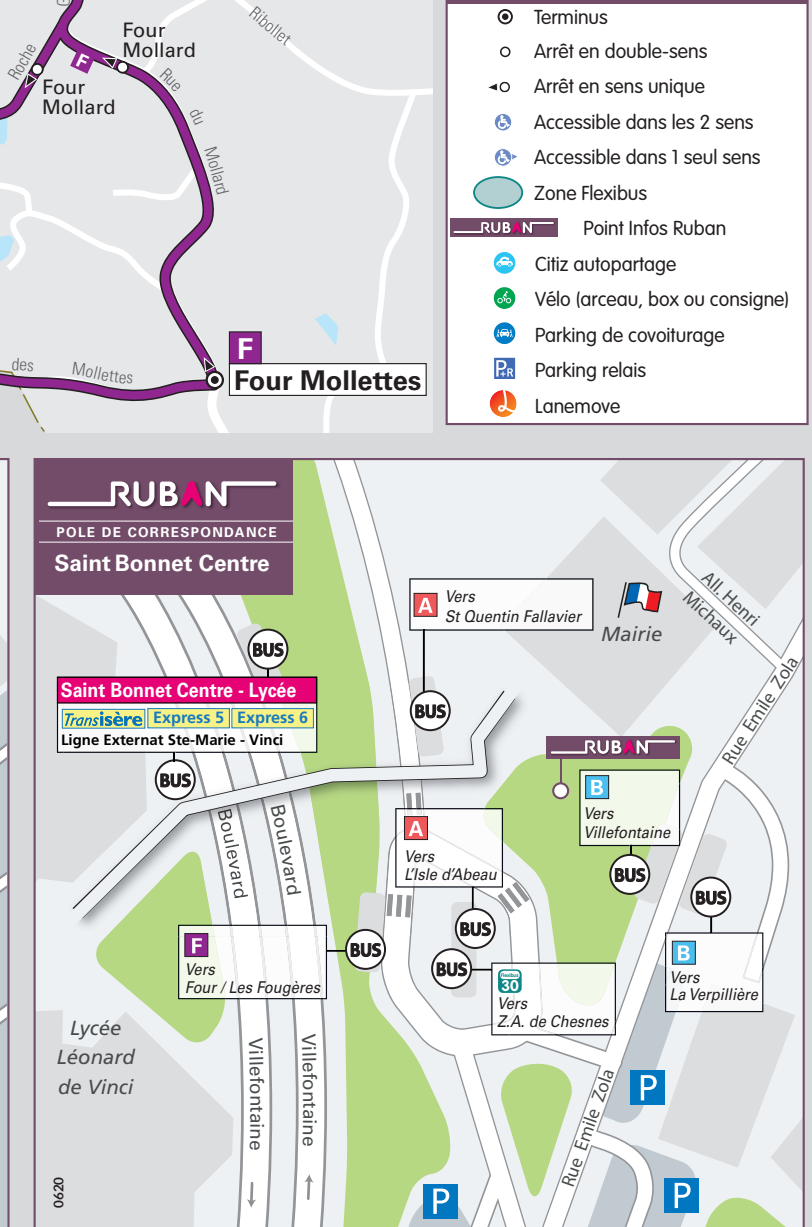 Ribollet
Four
Mollard
F
Roche
Four
Mollard
Rue
du
Mollard
F
Four Mollettes
des
Mollettes
Terminus
Arrêt en double-sens
Arrêt en sens unique
Accessible dans les 2 sens
Accessible dans 1 seul sens
Zone Flexibus
RUBAN
Point Infos Ruban
Citiz autopartage
Vélo (arceau, box ou consigne)
Parking de covoiturage
P+R
Parking relais
Lanemove
RUBAN
POLE DE CORRESPONDANCE
Saint Bonnet Centre
A
Vers
St Quentin Fallavier
Mairie
All. Henri
Michaux
BUS
Saint Bonnet Centre - Lycée
Transisère Express 5 Express 6
Ligne Externat Ste-Marie - Vinci
BUS
BUS
Rue Emile Zola
RUBAN
B
Vers
Villefontaine
BUS
Boulevard
Boulevard
A
Vers
L'Isle d'Abeau
BUS
BUS
B
Vers
La Verpillière
F
Vers
Four / Les Fougères
BUS
BUS
flexibus
30
Vers
Z.A. de Chesnes
Lycée
Léonard
de Vinci
Villefontaine
Villefontaine
Rue Emile Zola
P
P
P
0620